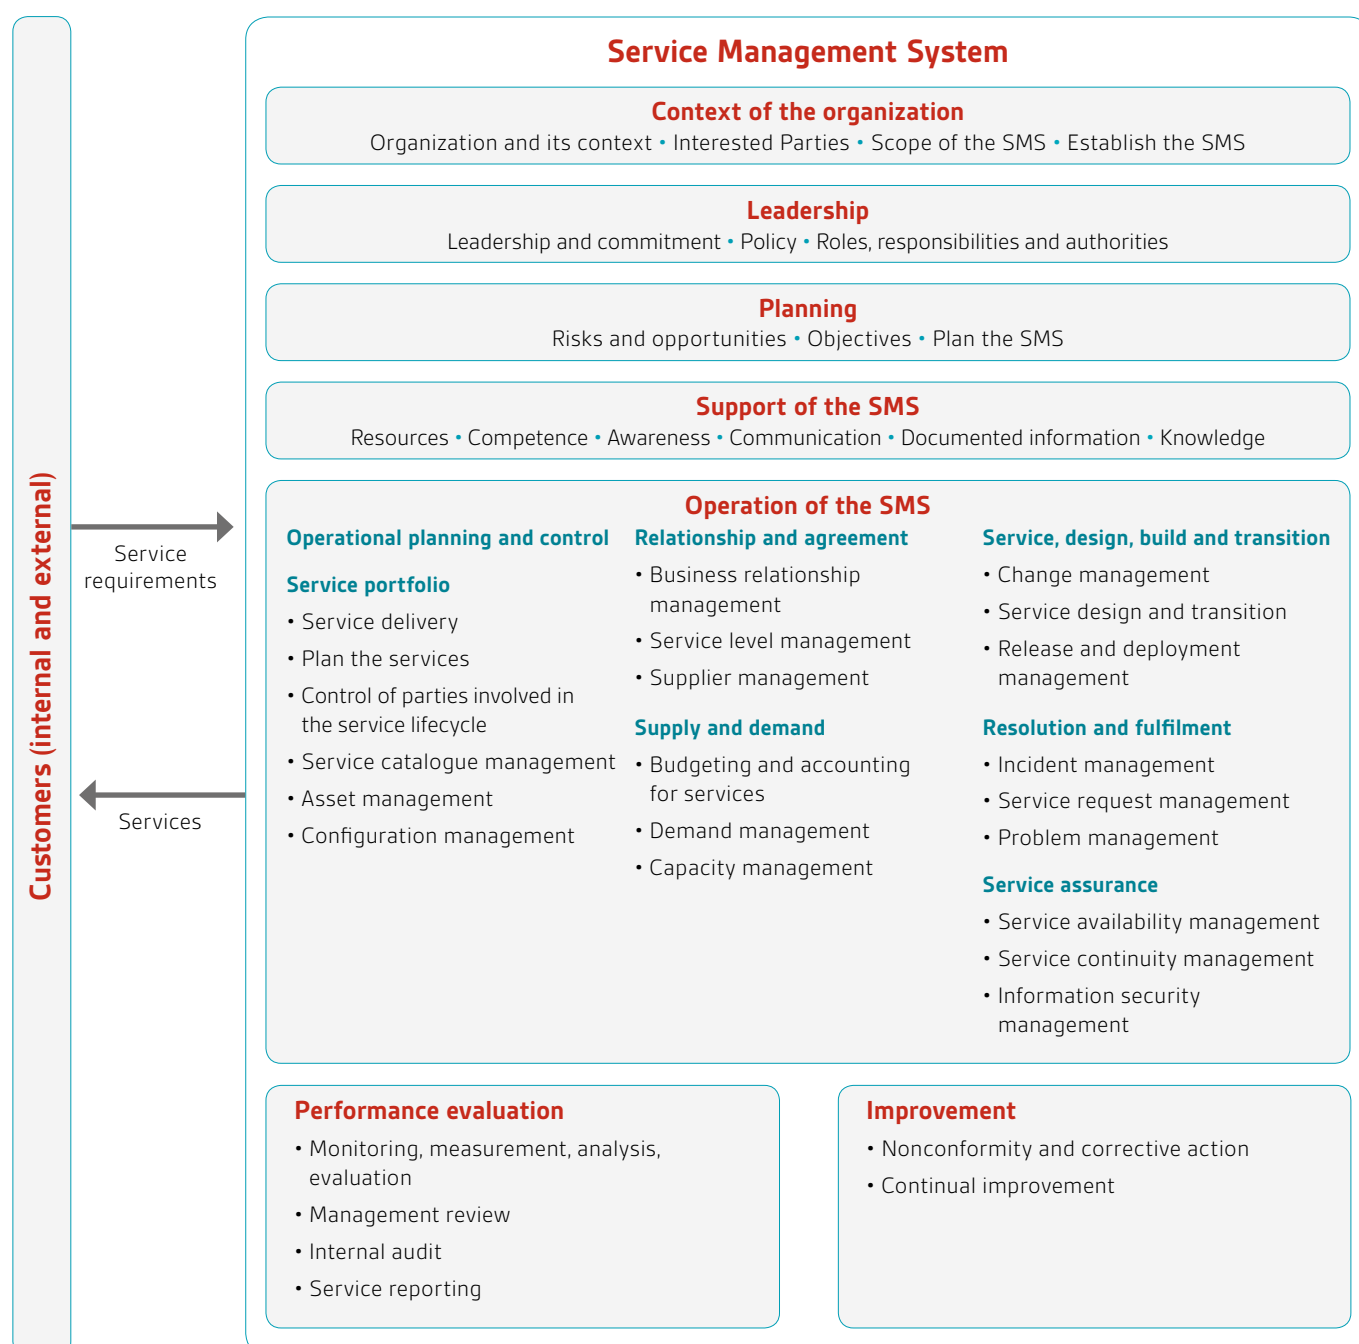 Customers (internal and external)
Service
requirements
Services
Service Management System
Context of the organization
Organization and its context • Interested Parties • Scope of the SMS • Establish the SMS
Leadership
Leadership and commitment • Policy • Roles, responsibilities and authorities
Planning
Risks and opportunities • Objectives • Plan the SMS
Support of the SMS
Resources • Competence • Awareness • Communication • Documented information • Knowledge
Operation of the SMS
Operational planning and control
Service portfolio
• Service delivery
• Plan the services
• Control of parties involved in
the service lifecycle
• Service catalogue management
• Asset management
• Configuration management
Relationship and agreement
• Business relationship
management
• Service level management
• Supplier management
Supply and demand
• Budgeting and accounting
for services
• Demand management
• Capacity management
Service, design, build and transition
• Change management
• Service design and transition
• Release and deployment
management
Resolution and fulfilment
• Incident management
• Service request management
• Problem management
Service assurance
• Service availability management
• Service continuity management
• Information security
management
Performance evaluation
• Monitoring, measurement, analysis,
evaluation
• Management review
• Internal audit
• Service reporting
Improvement
• Nonconformity and corrective action
• Continual improvement